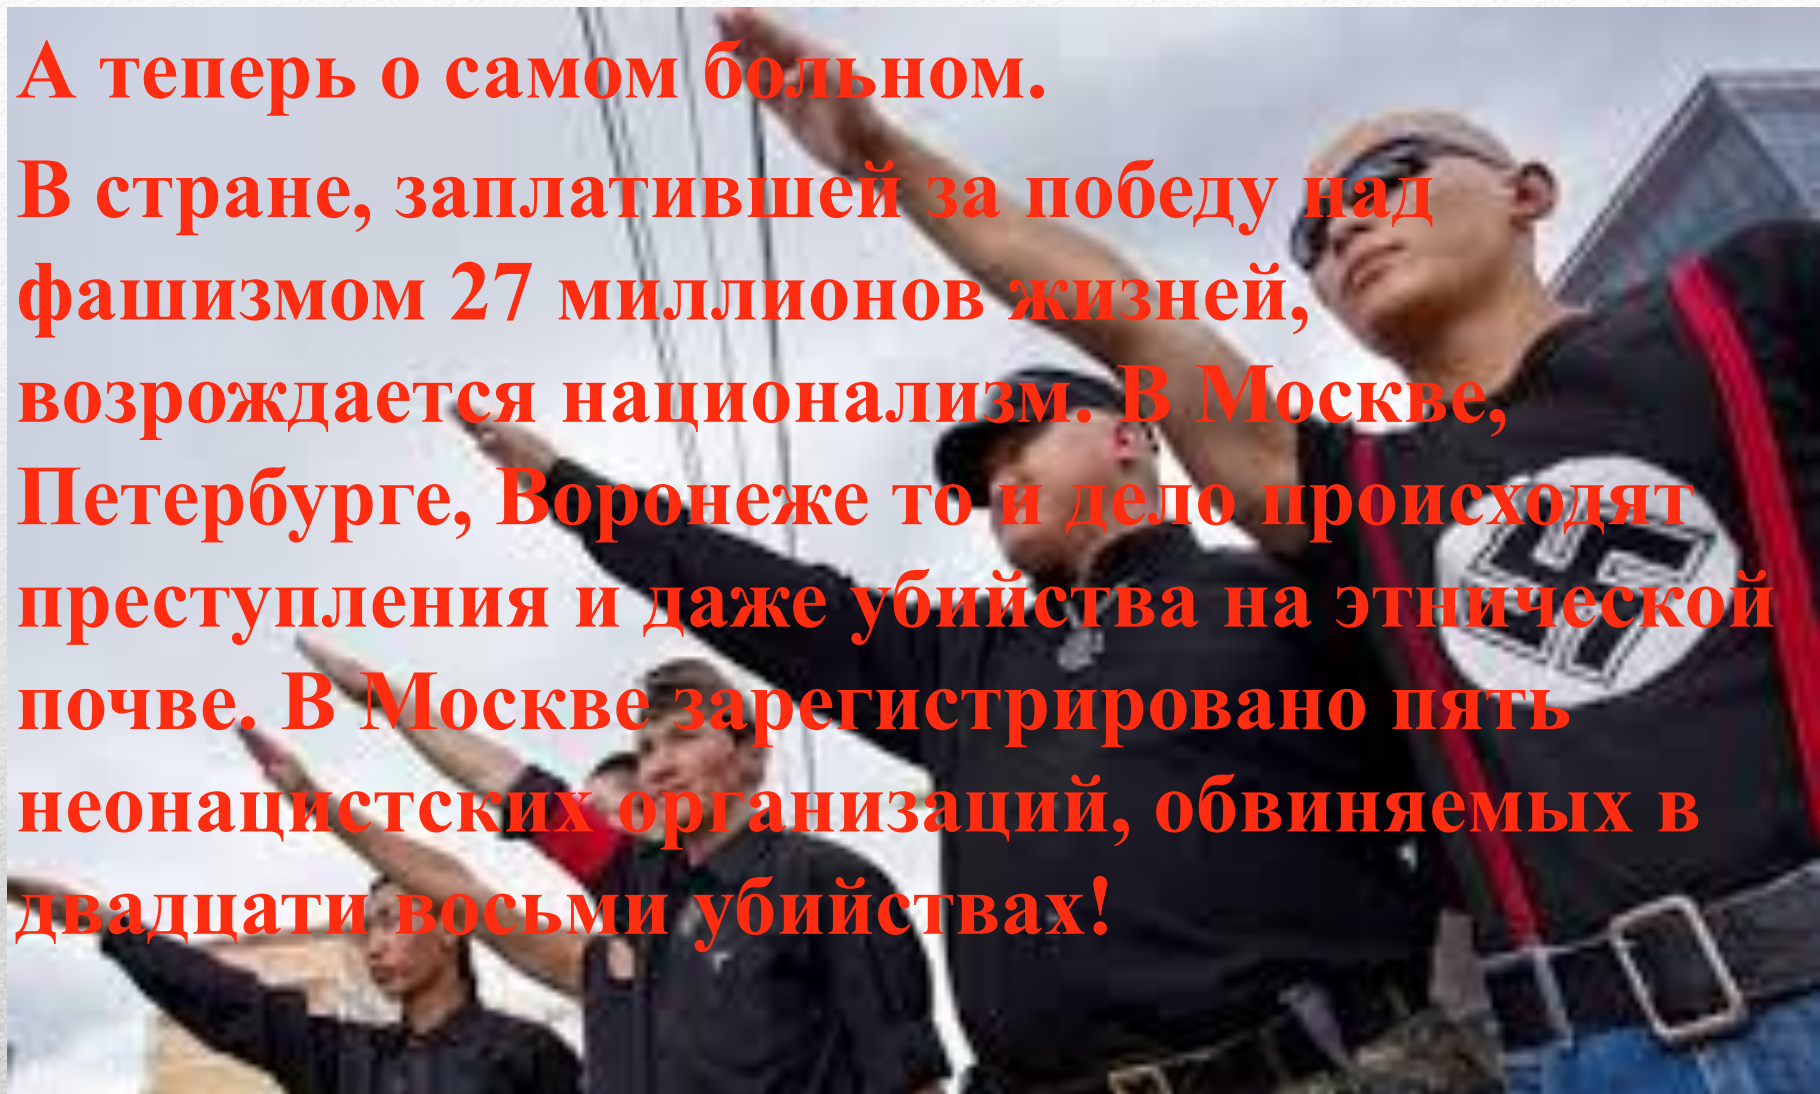 А теперь о самом больном.
В стране, заплатившей за победу над
фашизмом 27 миллионов жизней,
возрождается национализм. В Москве,
Петербурге, Воронеже то и дело происходят
преступления и даже убийства на этнической
почве. В Москве зарегистрировано пять
неонацистских организаций, обвиняемых в
двадцати восьми убийствах!